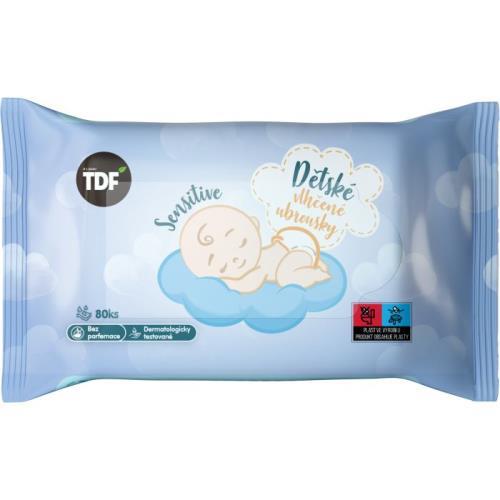 TDF
Sensitive
Dětské
vlhčené
ubrousky
80ks
Bez
parfemace
Dermatologicky
testované
PLAST VE VÝROBKU
PRODUKT OBSAHUJE PLASTY